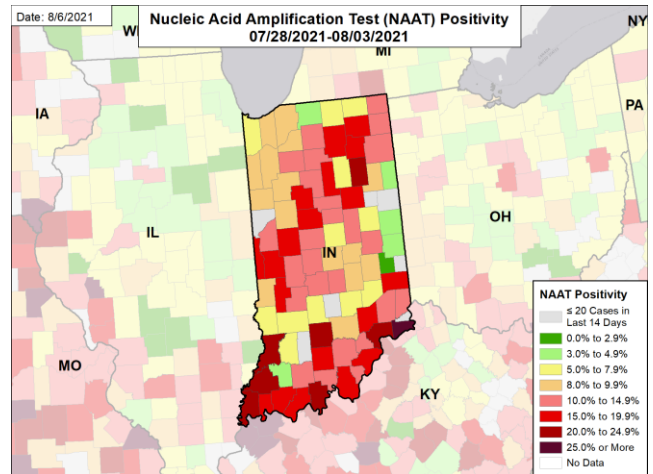 Date: 8/6/2021
Nucleic Acid Amplification Test (NAAT) Positivity
07/28/2021-08/03/2021
WI
MI
NY
IA
PA
IL
IN
OH
MO
KY
NAAT Positivity
≤ 20 Cases in
Last 14 Days
0.0% to 2.9%
3.0% to 4.9%
5.0% to 7.9%
8.0% to 9.9%
10.0% to 14.9%
15.0% to 19.9%
20.0% to 24.9%
25.0% or More
No Data